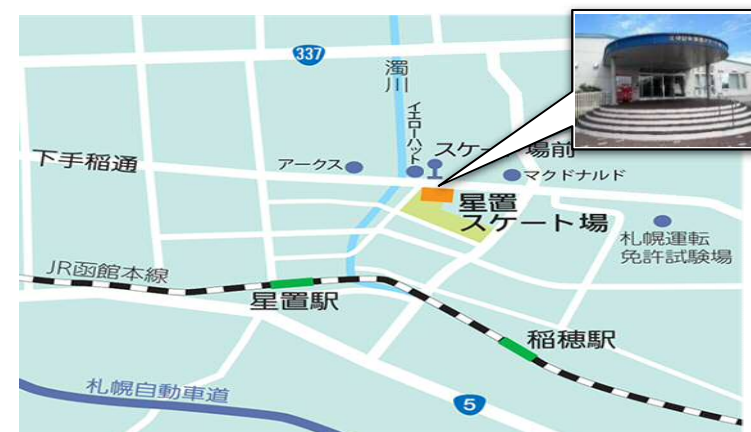 337
濁川
イエローハット
スケート場前
下手稲通
アークス
マクドナルド
星置
スケート場
札幌運転
免許試験場
JR函館本線
星置駅
稲穂駅
札幌自動車道
5